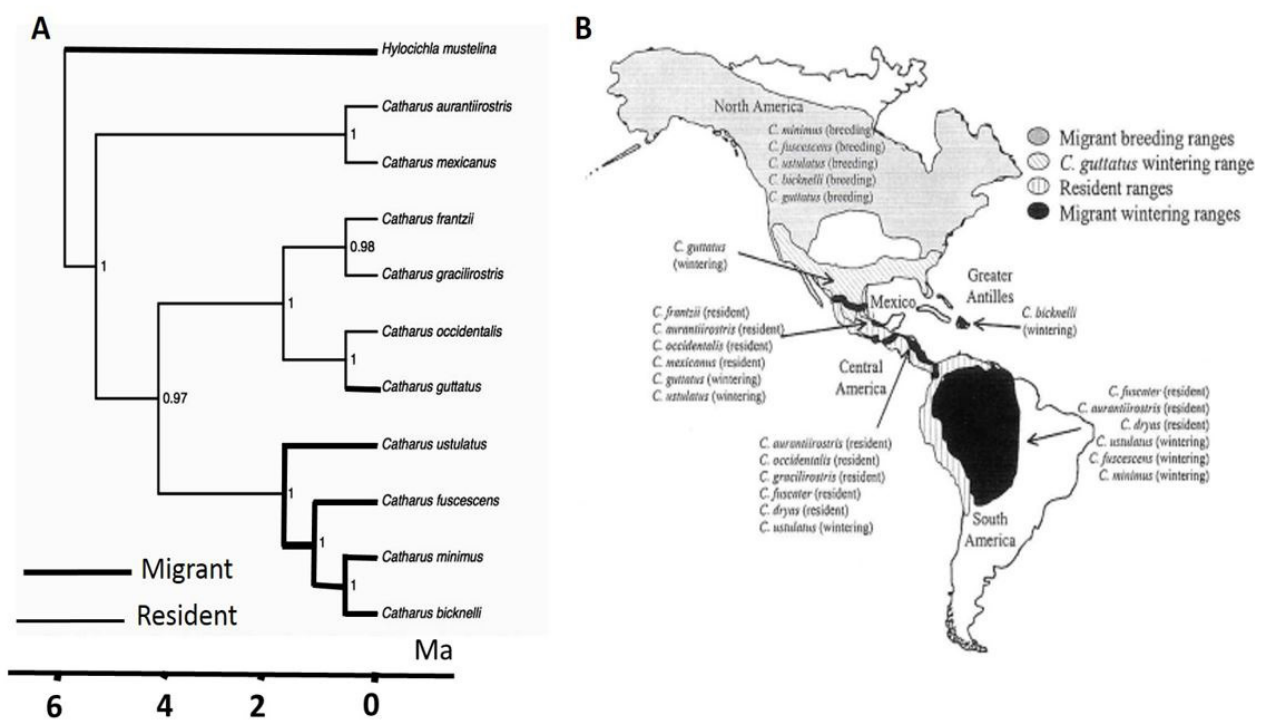 A
Hylocichla mustelina
Catharus aurantiirostris
1
Catharus mexicanus
Catharus frantzii
0.98
Catharus gracilirostris
1
1
Catharus occidentalis
1
Catharus guttatus
0.97
Catharus ustulatus
1
Catharus fuscescens
1
Catharus minimus
1
Catharus bicknelli
Migrant
Resident
Ma
6 4 2 0
B
North America
C. minimus (breeding)
C. fuscescens (breeding)
C. ustulatus (breeding)
C. bicknelli (breeding)
C. guttatus (breeding)
Migrant breeding ranges
C. guttatus wintering range
Resident ranges
Migrant wintering ranges
C. guttatus
(wintering)
Mexico
Greater
Antilles
C. bicknelli
(wintering)
C. frantzii (resident)
C. aurantiirostris (resident)
C. occidentalis (resident)
C. mexicanus (resident)
C. guttatus (wintering)
C. ustulatus (wintering)
Central
America
C. fuscater (resident)
C. aurantiirostris (resident)
C. dryas (resident)
C. ustulatus (wintering)
C. fuscescens (wintering)
C. minimus (wintering)
C. aurantiirostris (resident)
C. occidentalis (resident)
C. gracilirostris (resident)
C. fuscater (resident)
C. dryas (resident)
C. ustulatus (wintering)
South
America